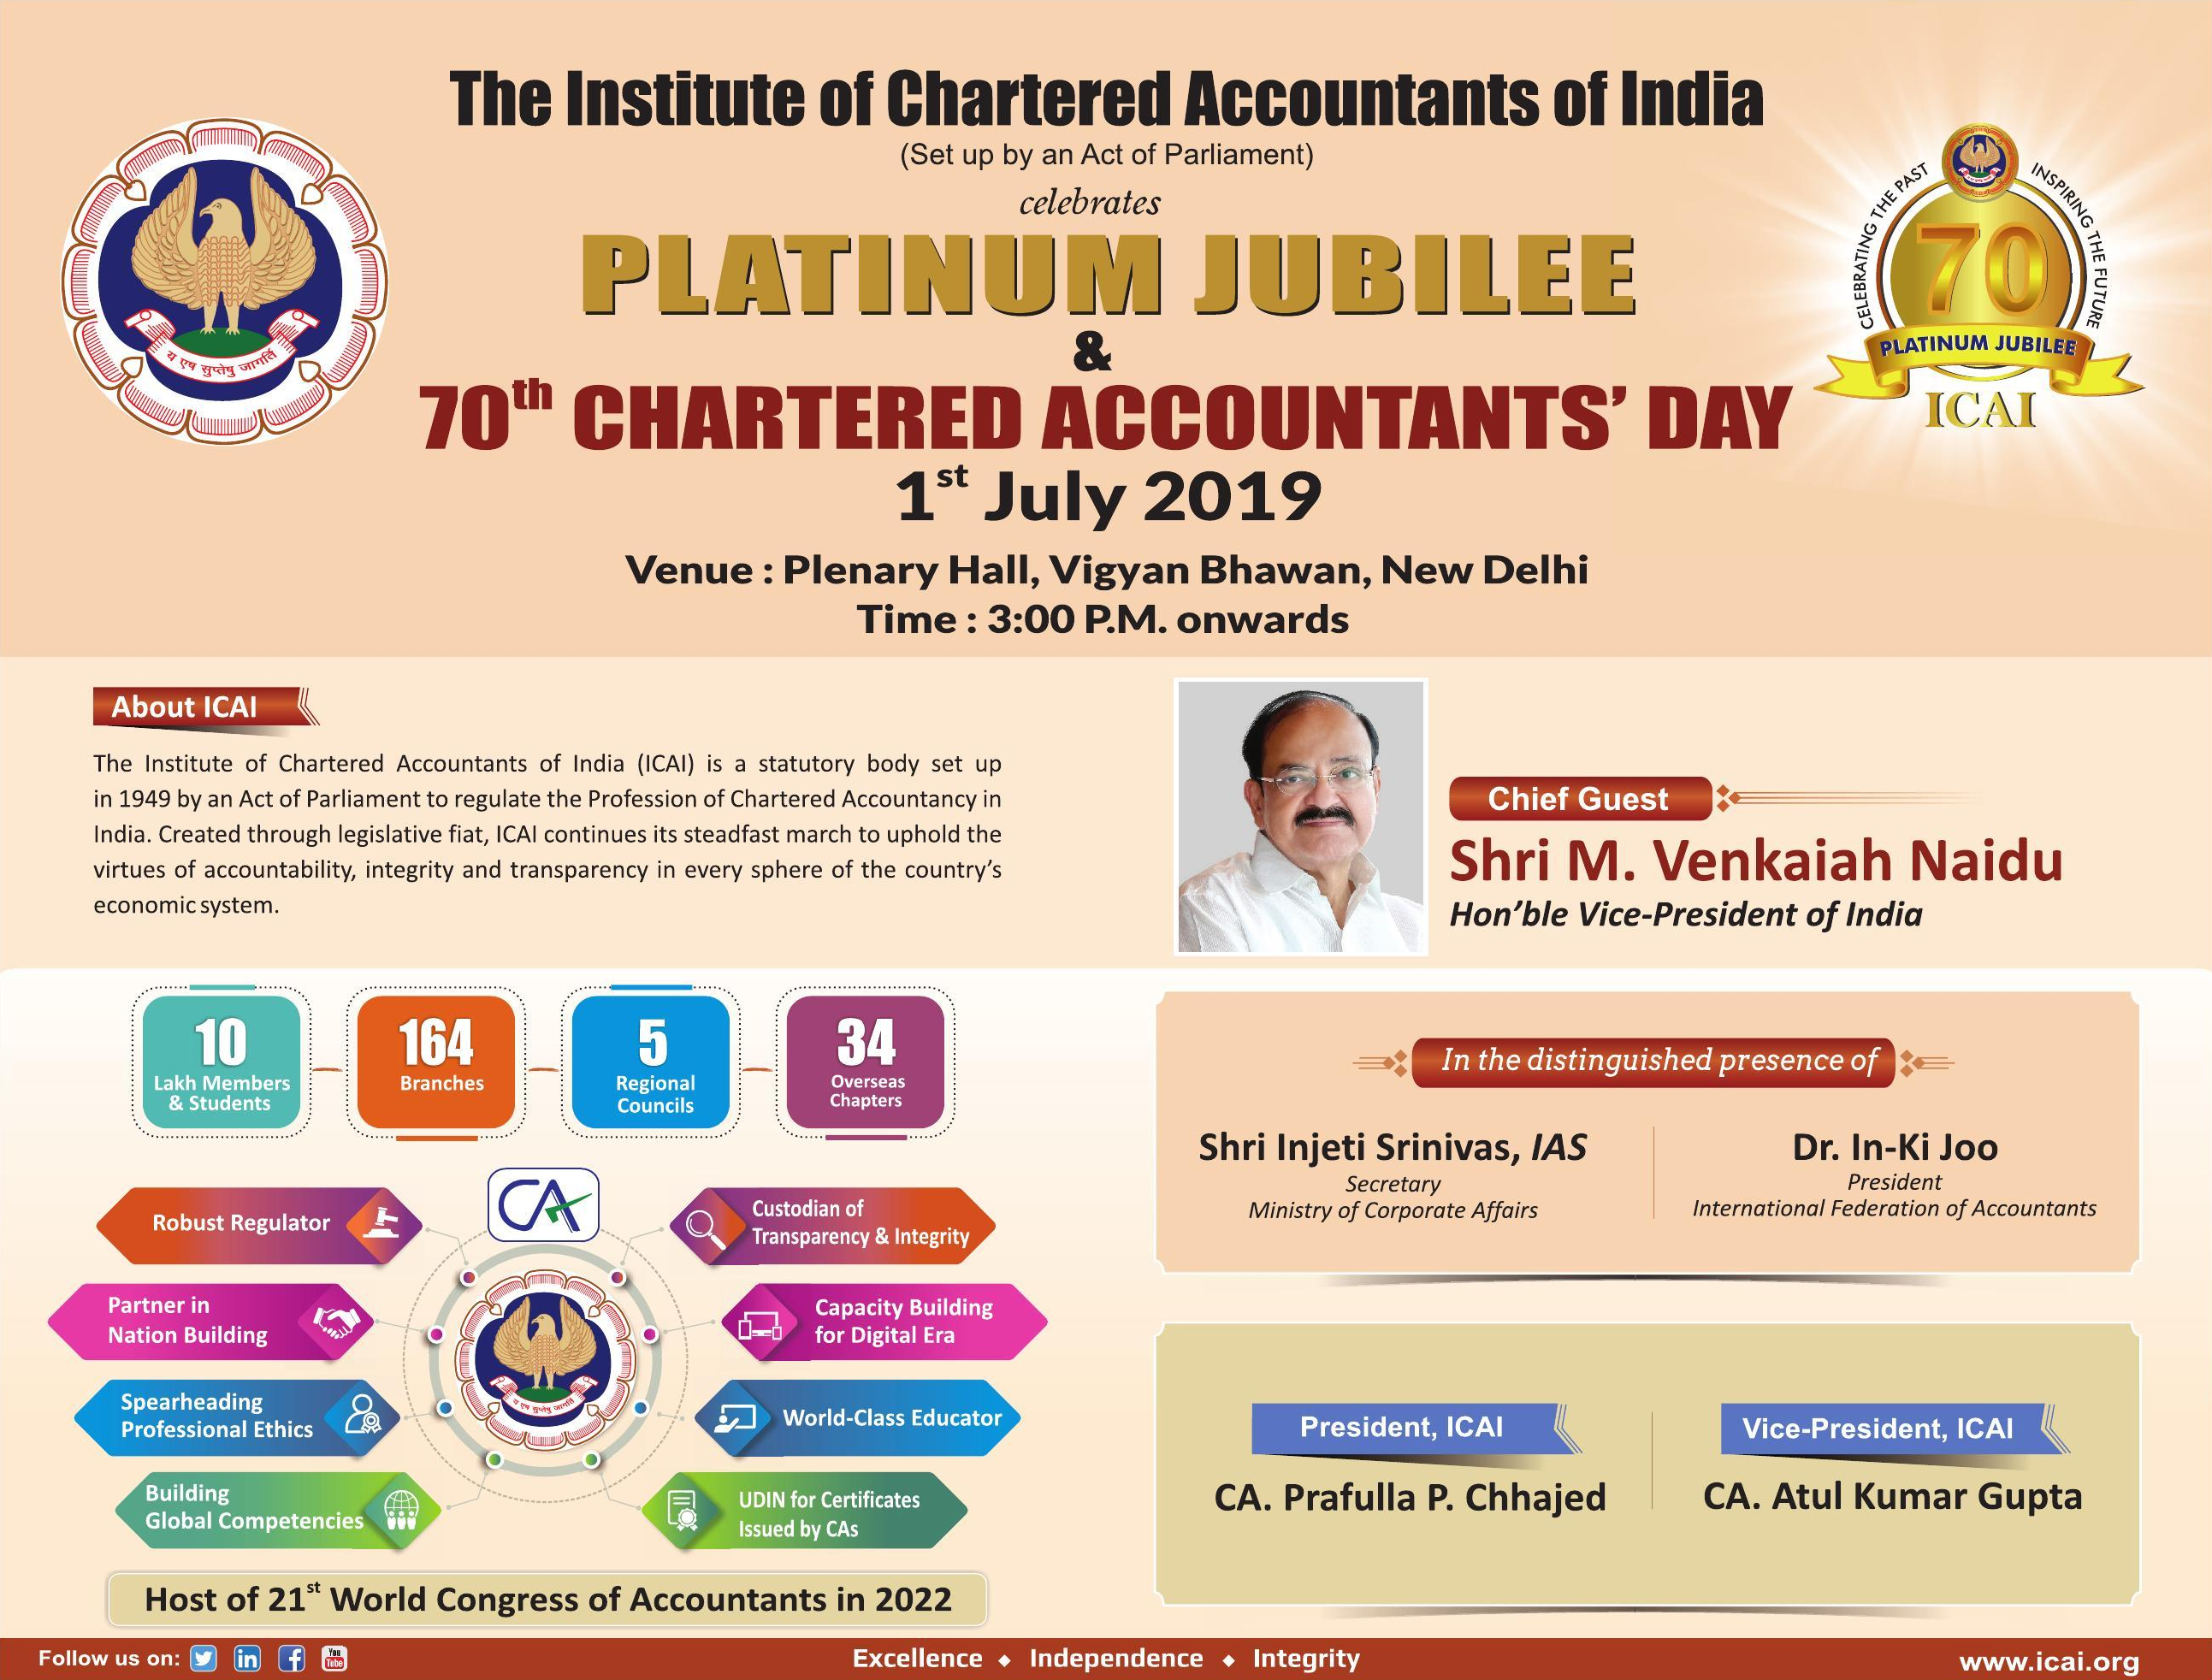 The Institute of Chartered Accountants of India
(Set up by an Act of Parliament)
celebrates
PLATINUM JUBILEE
&
70th CHARTERED ACCOUNTANTS' DAY
1st July 2019
Venue : Plenary Hall, Vigyan Bhawan, New Delhi
Time : 3:00 P.M. onwards
य एष सुप्तेषु जागर्ति
CELEBRATING THE PAST
INSPIRING THE FUTURE
70
PLATINUM JUBILEE
ICAI
About ICAI
The Institute of Chartered Accountants of India (ICAI) is a statutory body set up
in 1949 by an Act of Parliament to regulate the Profession of Chartered Accountancy in
India. Created through legislative fiat, ICAI continues its steadfast march to uphold the
virtues of accountability, integrity and transparency in every sphere of the country's
economic system.
Chief Guest
Shri M. Venkaiah Naidu
Hon'ble Vice-President of India
10
Lakh Members
& Students
164
Branches
5
Regional
Councils
34
Overseas
Chapters
CA
Robust Regulator
Partner in
Nation Building
Spearheading
Professional Ethics
Building
Global Competencies
Custodian of
Transparency & Integrity
Capacity Building
for Digital Era
World-Class Educator
UDIN for Certificates
Issued by CAs
य एष सुप्तेषु जागर्ति
Host of 21st World Congress of Accountants in 2022
In the distinguished presence of
Shri Injeti Srinivas, IAS
Secretary
Ministry of Corporate Affairs
Dr. In-Ki Joo
President
International Federation of Accountants
President, ICAI
CA. Prafulla P. Chhajed
Vice-President, ICAI
CA. Atul Kumar Gupta
Follow us on:
You
Tube
Excellence ◆ Independence ◆ Integrity
www.icai.org